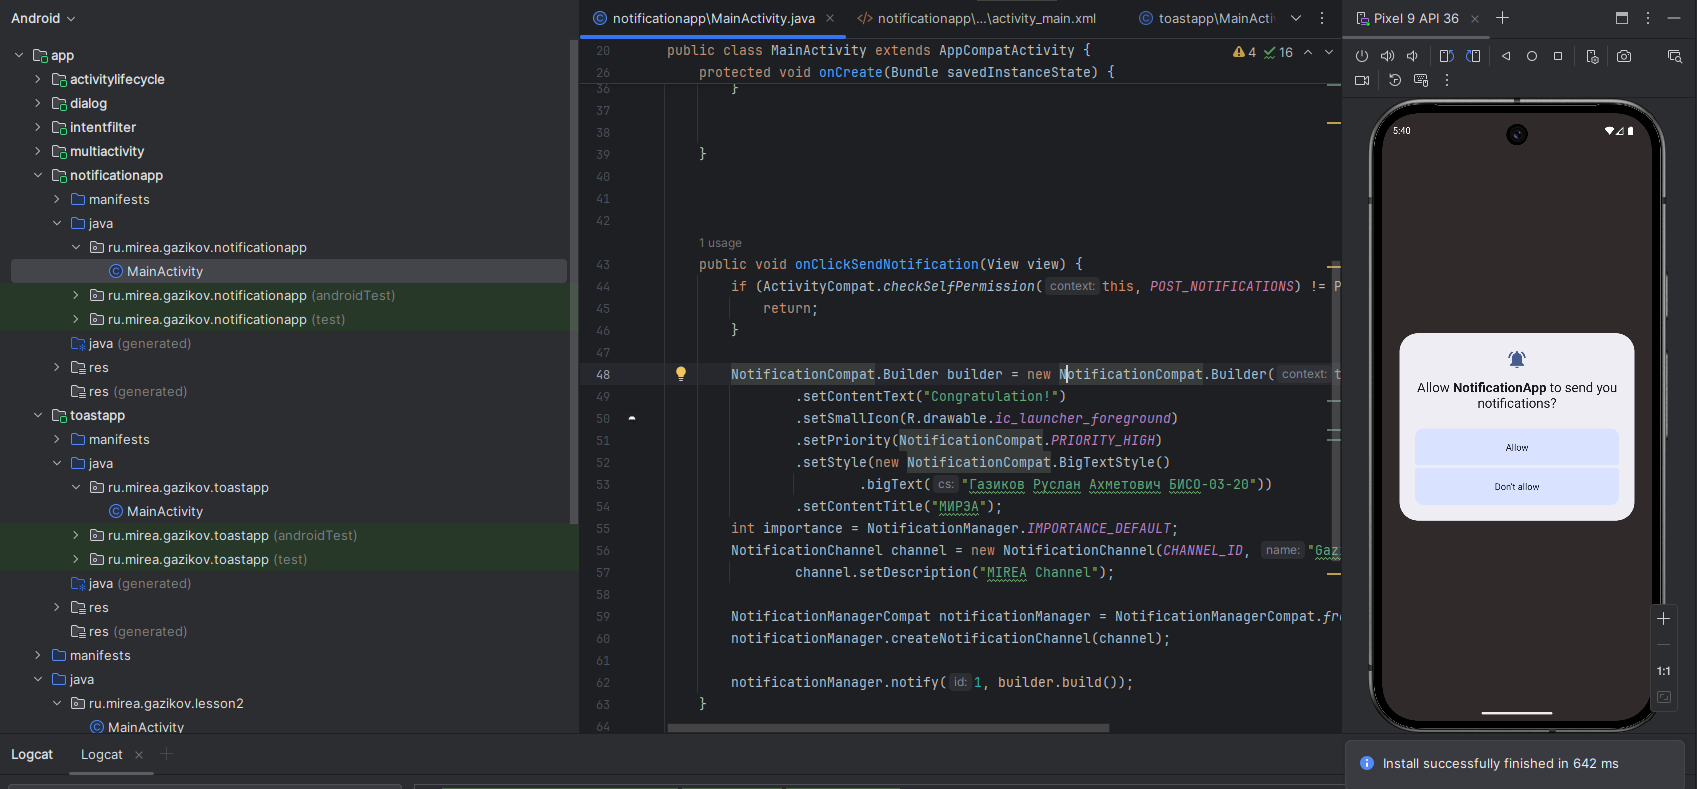 Android
notificationapp\MainActivity.java
notificationapp\...\activity_main.xml
toastapp\MainActi
Pixel 9 API 36
app
activitylifecycle
dialog
intentfilter
multiactivity
notificationapp
manifests
java
ru.mirea.gazikov.notificationapp
MainActivity
ru.mirea.gazikov.notificationapp (androidTest)
ru.mirea.gazikov.notificationapp (test)
java (generated)
res
res (generated)
toastapp
manifests
java
ru.mirea.gazikov.toastapp
MainActivity
ru.mirea.gazikov.toastapp (androidTest)
ru.mirea.gazikov.toastapp (test)
java (generated)
res
res (generated)
manifests
java
ru.mirea.gazikov.lesson2
MainActivity
4 16
20 public class MainActivity extends AppCompatActivity {
26 protected void onCreate(Bundle savedInstanceState) {
36 }
37
38
39 }
40
41
42
1 usage
43 public void onClickSendNotification(View view) {
44 if (ActivityCompat.checkSelfPermission( context: this, POST_NOTIFICATIONS) != P
45 return;
46 }
47
48 NotificationCompat.Builder builder = new NotificationCompat.Builder( context: t
49 .setContentText("Congratulation!")
50 .setSmallIcon(R.drawable.ic_launcher_foreground)
51 .setPriority(NotificationCompat.PRIORITY_HIGH)
52 .setStyle(new NotificationCompat.BigTextStyle()
53 .bigText( cs: "Газиков Руслан Ахметович БИСО-03-20"))
54 .setContentTitle("МИРЭА");
55 int importance = NotificationManager.IMPORTANCE_DEFAULT;
56 NotificationChannel channel = new NotificationChannel(CHANNEL_ID, name: "Gaz
57 channel.setDescription("MIREA Channel");
58
59 NotificationManagerCompat notificationManager = NotificationManagerCompat.fr
60 notificationManager.createNotificationChannel(channel);
61
62 notificationManager.notify( id: 1, builder.build());
63 }
64
5:40
Allow NotificationApp to send you
notifications?
Allow
Don't allow
1:1
Logcat
Logcat
Install successfully finished in 642 ms